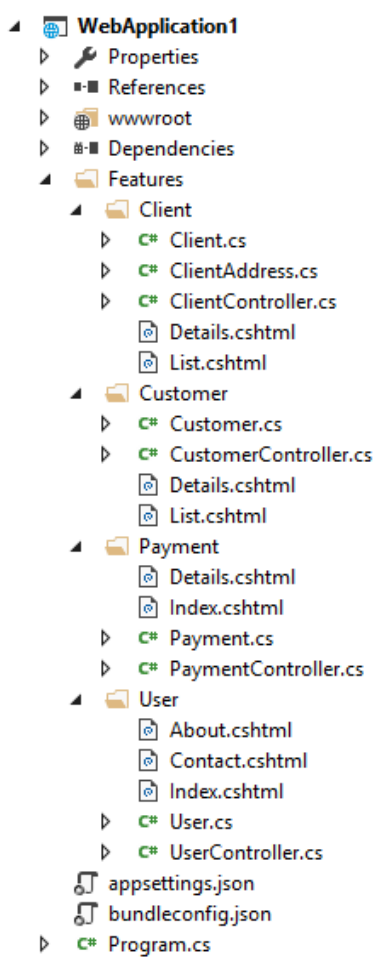 WebApplication1
Properties
References
wwwroot
Dependencies
Features
Client
C# Client.cs
C# ClientAddress.cs
C# ClientController.cs
Details.cshtml
List.cshtml
Customer
C# Customer.cs
C# CustomerController.cs
Details.cshtml
List.cshtml
Payment
Details.cshtml
Index.cshtml
C# Payment.cs
C# PaymentController.cs
User
About.cshtml
Contact.cshtml
Index.cshtml
C# User.cs
C# UserController.cs
appsettings.json
bundleconfig.json
C# Program.cs